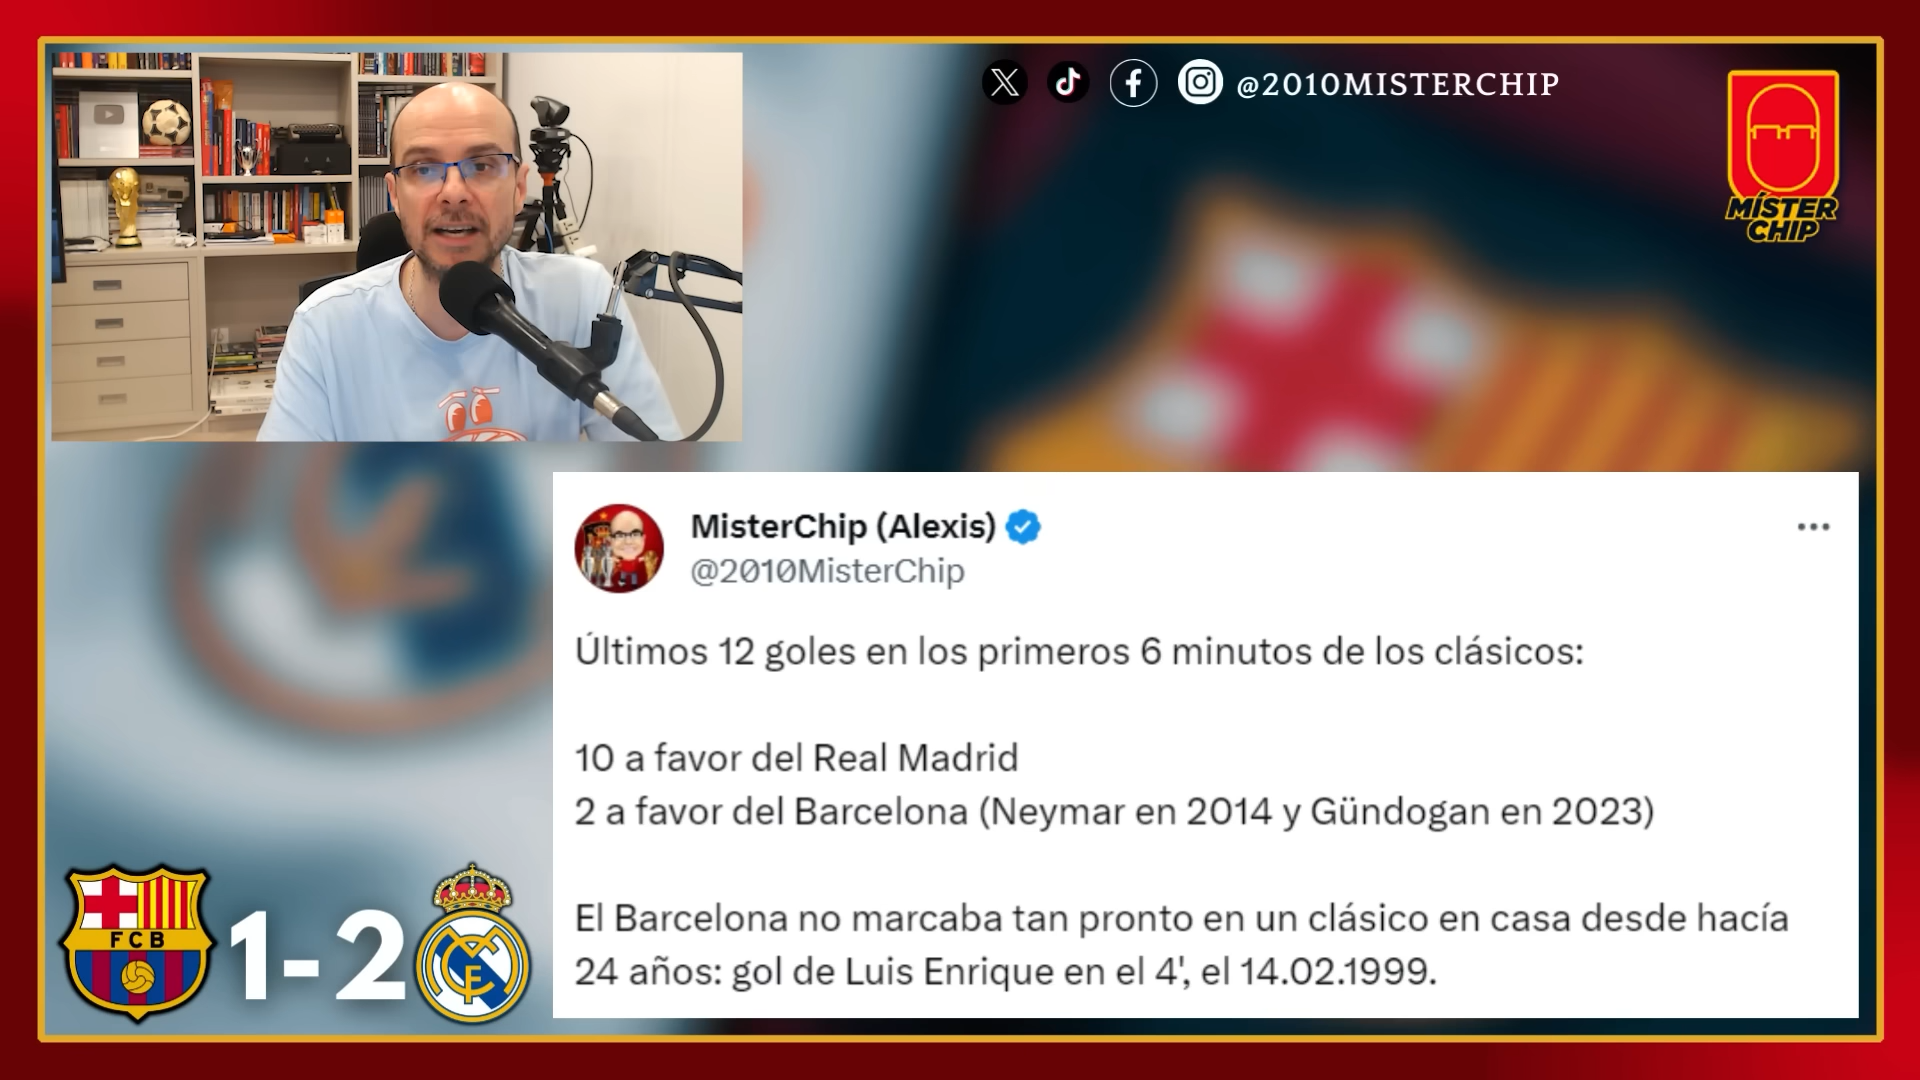 @2010MISTERCHIP
MÍSTER
CHIP
MisterChip (Alexis)
@2010MisterChip
Últimos 12 goles en los primeros 6 minutos de los clásicos:
10 a favor del Real Madrid
2 a favor del Barcelona (Neymar en 2014 y Gündogan en 2023)
El Barcelona no marcaba tan pronto en un clásico en casa desde hacía
24 años: gol de Luis Enrique en el 4', el 14.02.1999.
FCB
1-2